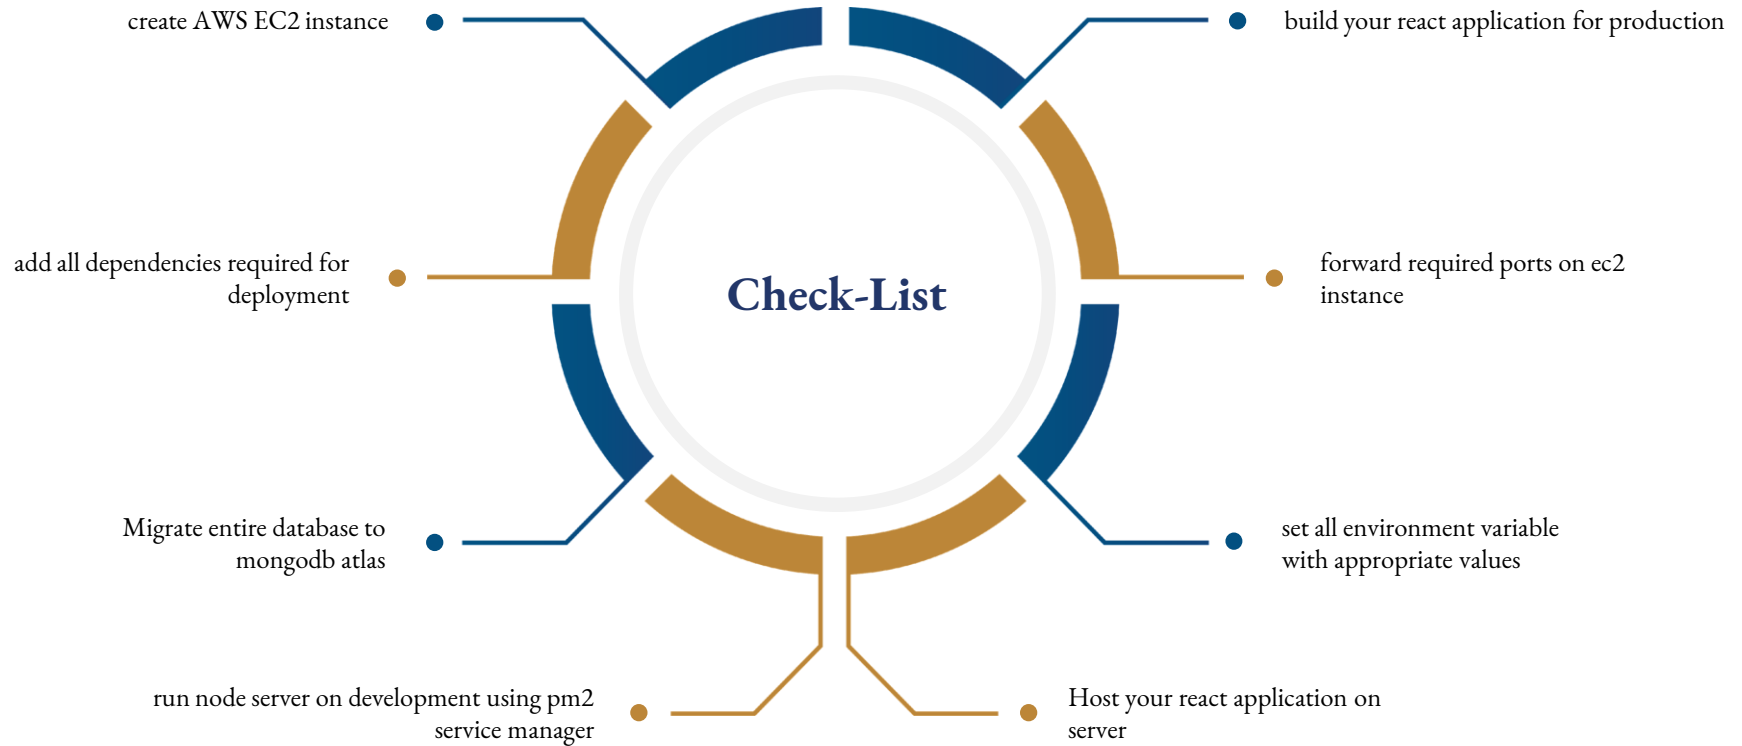 create AWS EC2 instance
build your react application for production
add all dependencies required for
deployment
forward required ports on ec2
instance
Check-List
Migrate entire database to
mongodb atlas
set all environment variable
with appropriate values
run node server on development using pm2
service manager
Host your react application on
server